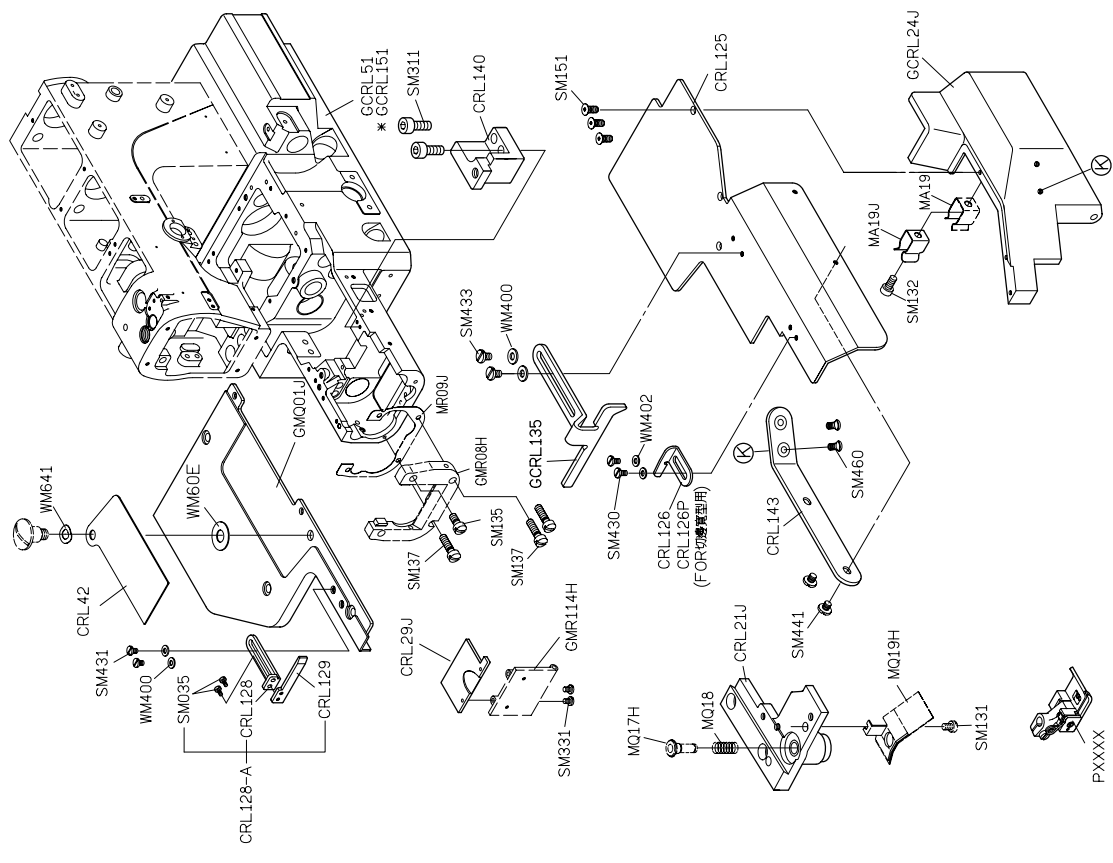 GCRL51
* GCRL151
SM311
CRL140
SM151
CRL125
GCRL24J
MA19
MA19J
SM132
K
SM433
WM400
GCRL135
WM402
SM430
CRL126
CRL126P
(FOR切邊寬型用)
K
SM460
CRL143
SM441
MR09J
GMR08H
SM135
SM137
SM137
GMQ01J
WM641
WM60E
CRL42
SM431
WM400
SM035
CRL128
CRL129
CRL128-A
CRL29J
GMR114H
SM331
CRL21J
MQ17H
MQ18
MQ19H
SM131
PXXXX